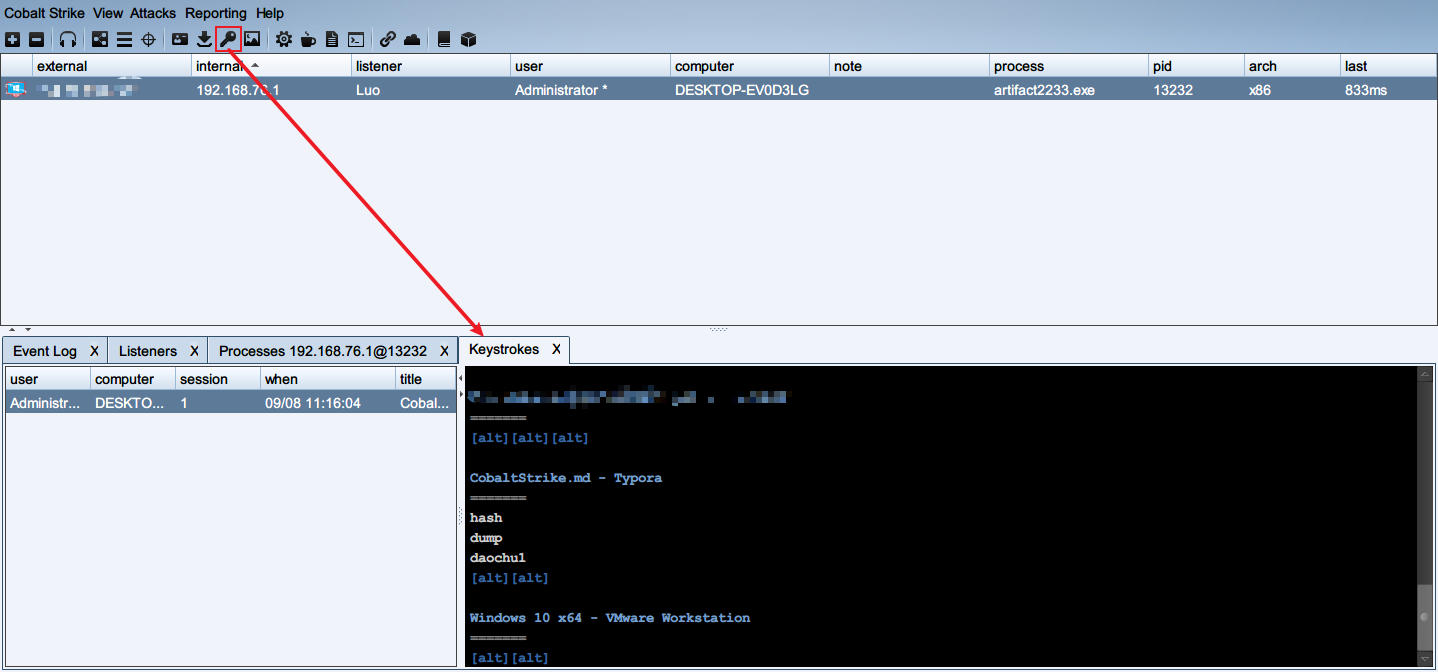 Cobalt Strike View Attacks Reporting Help
external internal listener user computer note process pid arch last
192.168.76.1 Luo Administrator * DESKTOP-EV0D3LG artifact2233.exe 13232 x86 833ms
Event Log X Listeners X Processes 192.168.76.1@13232 X Keystrokes X
user computer session when title
Administr... DESKTO... 1 09/08 11:16:04 Cobal...
=======
[alt][alt][alt]
CobaltStrike.md - Typora
=======
hash
dump
daochu1
[alt][alt]
Windows 10 x64 - VMware Workstation
=======
[alt][alt]